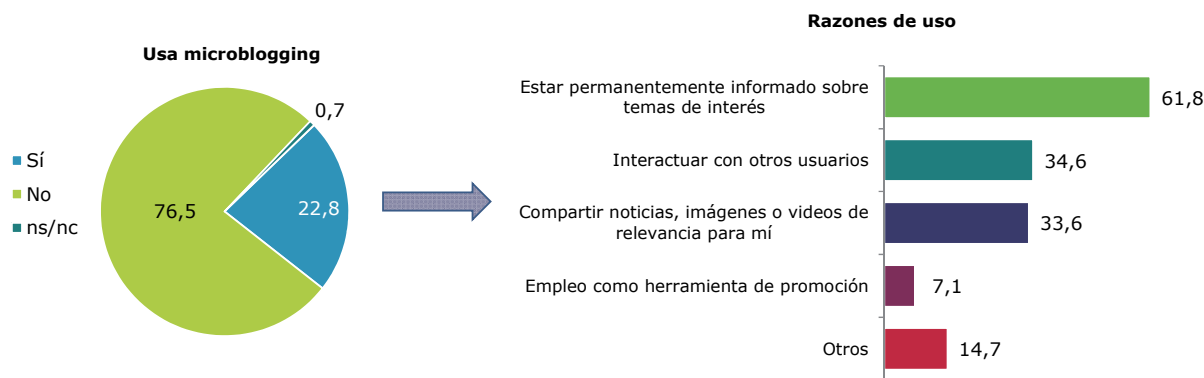 Usa microblogging
Sí
No
ns/nc
0,7
76,5
22,8
Razones de uso
Estar permanentemente informado sobre
temas de interés
61,8
Interactuar con otros usuarios
34,6
Compartir noticias, imágenes o videos de
relevancia para mí
33,6
Empleo como herramienta de promoción
7,1
Otros
14,7